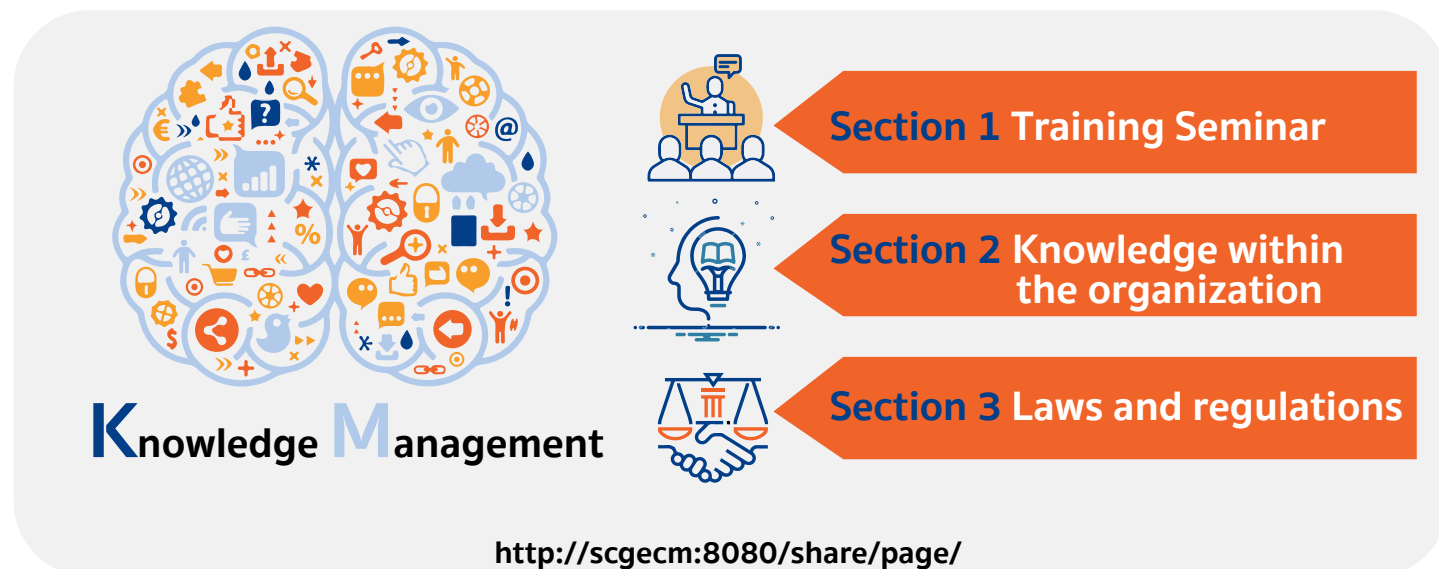 Knowledge Management
Section 1 Training Seminar
Section 2 Knowledge within
the organization
Section 3 Laws and regulations
http://scgecm:8080/share/page/